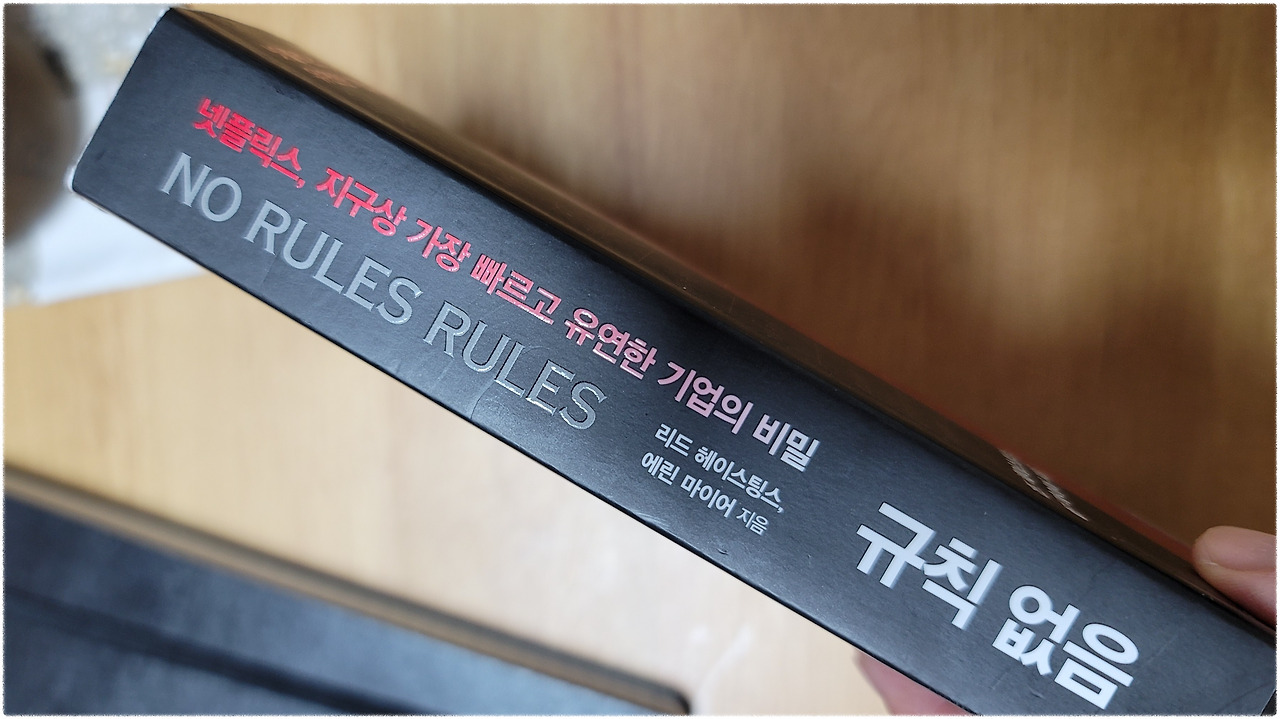 넷플릭스, 지구상 가장 빠르고 유연한 기업의 비밀
NO RULES RULES
리드 헤이스팅스,
에린 마이어 지음
규칙 없음